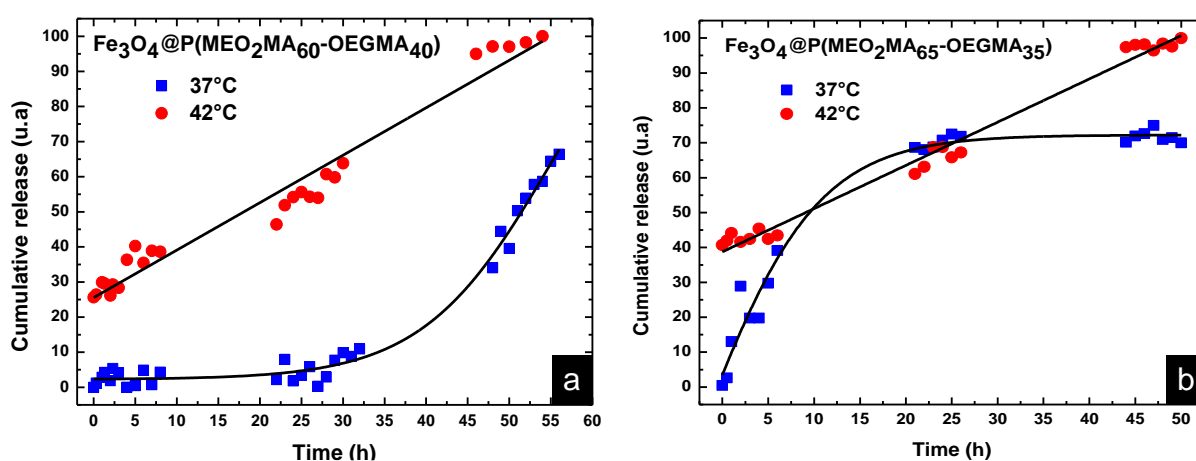 Fe₃O₄@P(MEO₂MA₆₀-OEGMA₄₀)
37°C
42°C
Cumulative release (u.a)
100
90
80
70
60
50
40
30
20
10
0
0 5 10 15 20 25 30 35 40 45 50 55 60
Time (h)
a
Fe₃O₄@P(MEO₂MA₆₅-OEGMA₃₅)
37°C
42°C
Cumulative release (u.a)
100
90
80
70
60
50
40
30
20
10
0
0 5 10 15 20 25 30 35 40 45 50
Time (h)
b